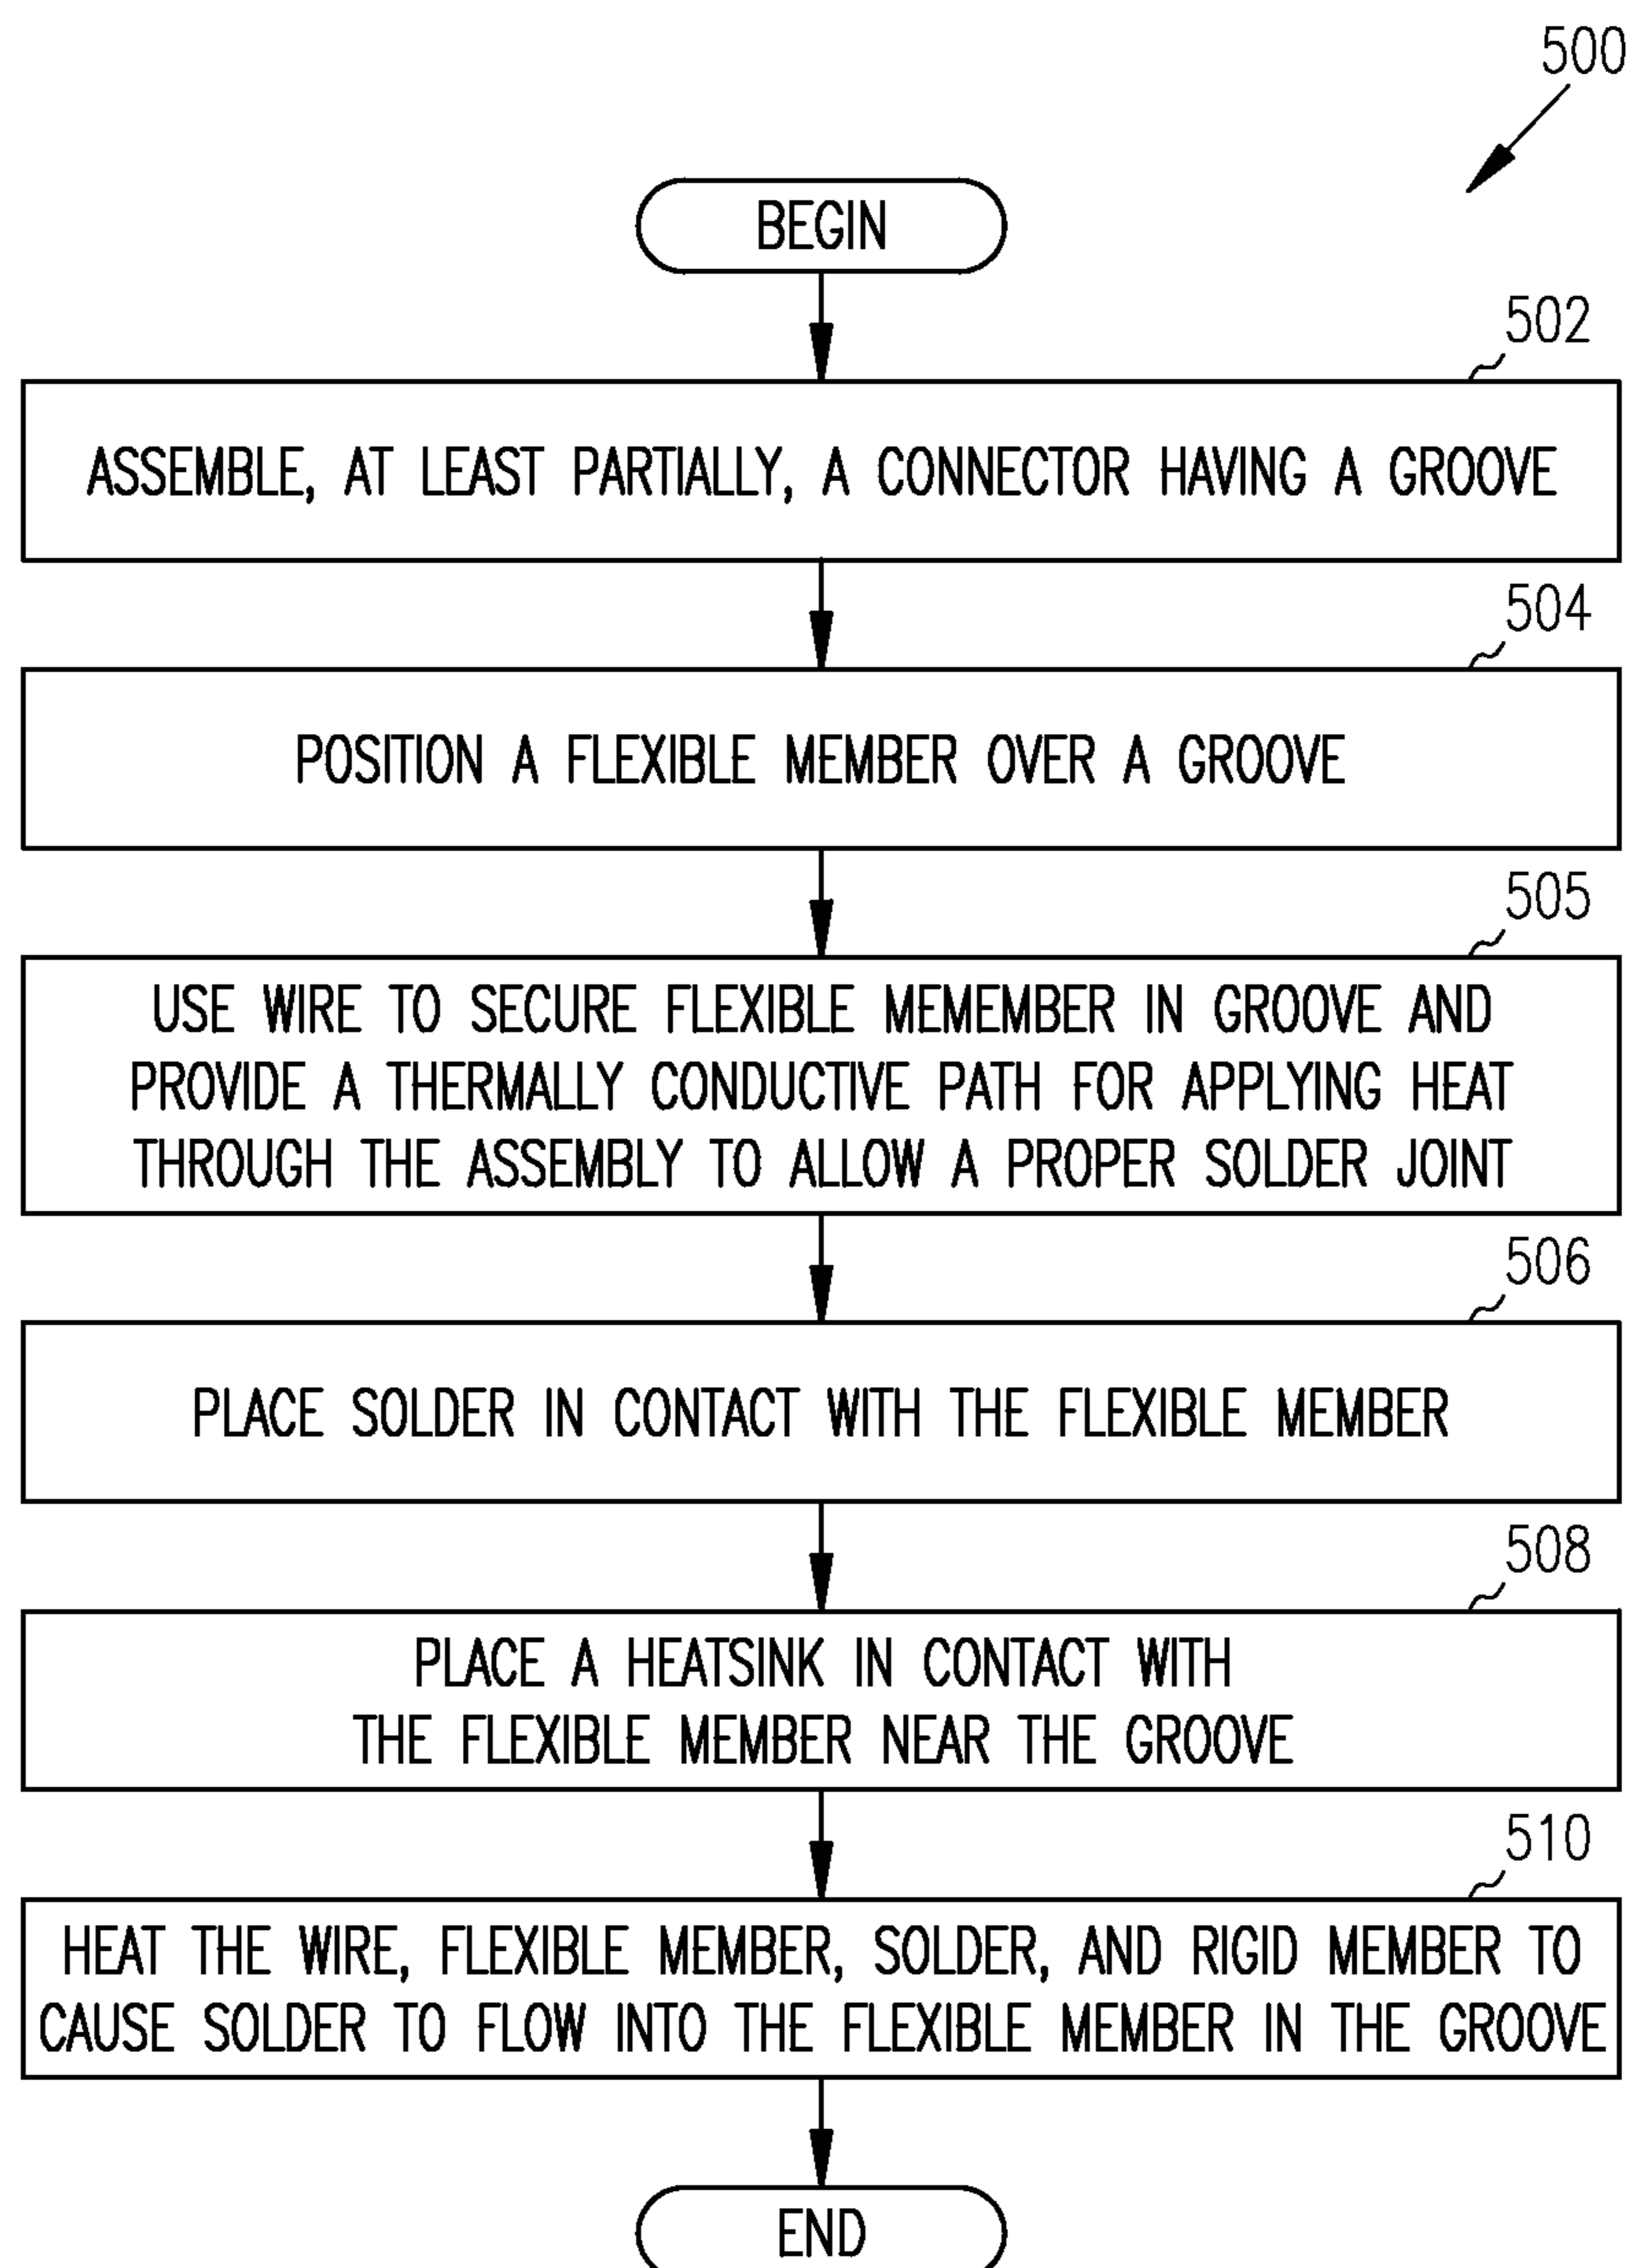 500
BEGIN
502
ASSEMBLE, AT LEAST PARTIALLY, A CONNECTOR HAVING A GROOVE
504
POSITION A FLEXIBLE MEMBER OVER A GROOVE
505
USE WIRE TO SECURE FLEXIBLE MEMEMBER IN GROOVE AND
PROVIDE A THERMALLY CONDUCTIVE PATH FOR APPLYING HEAT
THROUGH THE ASSEMBLY TO ALLOW A PROPER SOLDER JOINT
506
PLACE SOLDER IN CONTACT WITH THE FLEXIBLE MEMBER
508
PLACE A HEATSINK IN CONTACT WITH
THE FLEXIBLE MEMBER NEAR THE GROOVE
510
HEAT THE WIRE, FLEXIBLE MEMBER, SOLDER, AND RIGID MEMBER TO
CAUSE SOLDER TO FLOW INTO THE FLEXIBLE MEMBER IN THE GROOVE
END